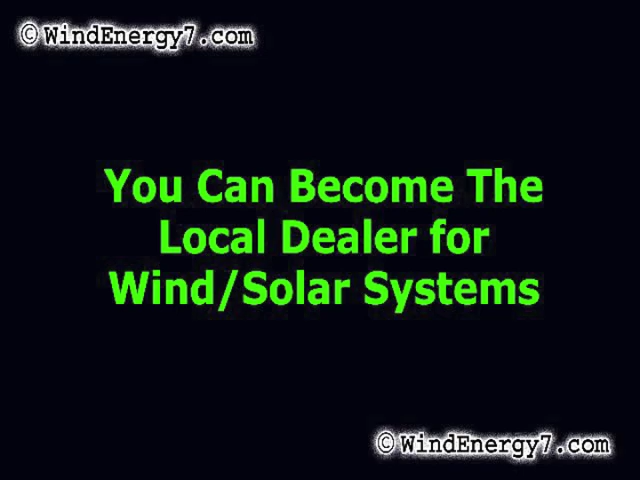 © WindEnergy7.com
You Can Become The
Local Dealer for
Wind/Solar Systems
© WindEnergy7.com